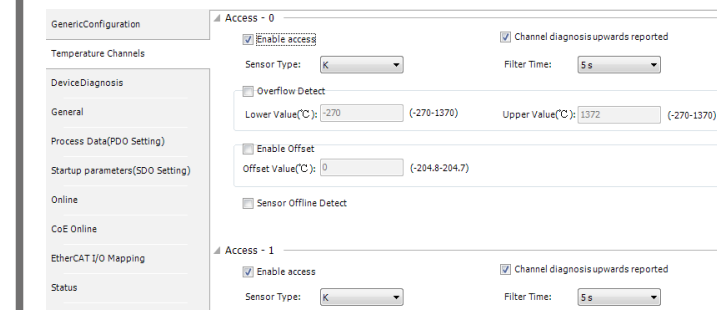 GenericConfiguration
Temperature Channels
DeviceDiagnosis
General
Process Data(PDO Setting)
Startup parameters(SDO Setting)
Online
CoE Online
EtherCAT I/O Mapping
Status
Access - 0
Enable access
Channel diagnosis upwards reported
Sensor Type: K
Filter Time: 5 s
Overflow Detect
Lower Value(℃): -270 (-270-1370)
Upper Value(℃): 1372 (-270-1370)
Enable Offset
Offset Value(℃): 0 (-204.8-204.7)
Sensor Offline Detect
Access - 1
Enable access
Channel diagnosis upwards reported
Sensor Type: K
Filter Time: 5 s